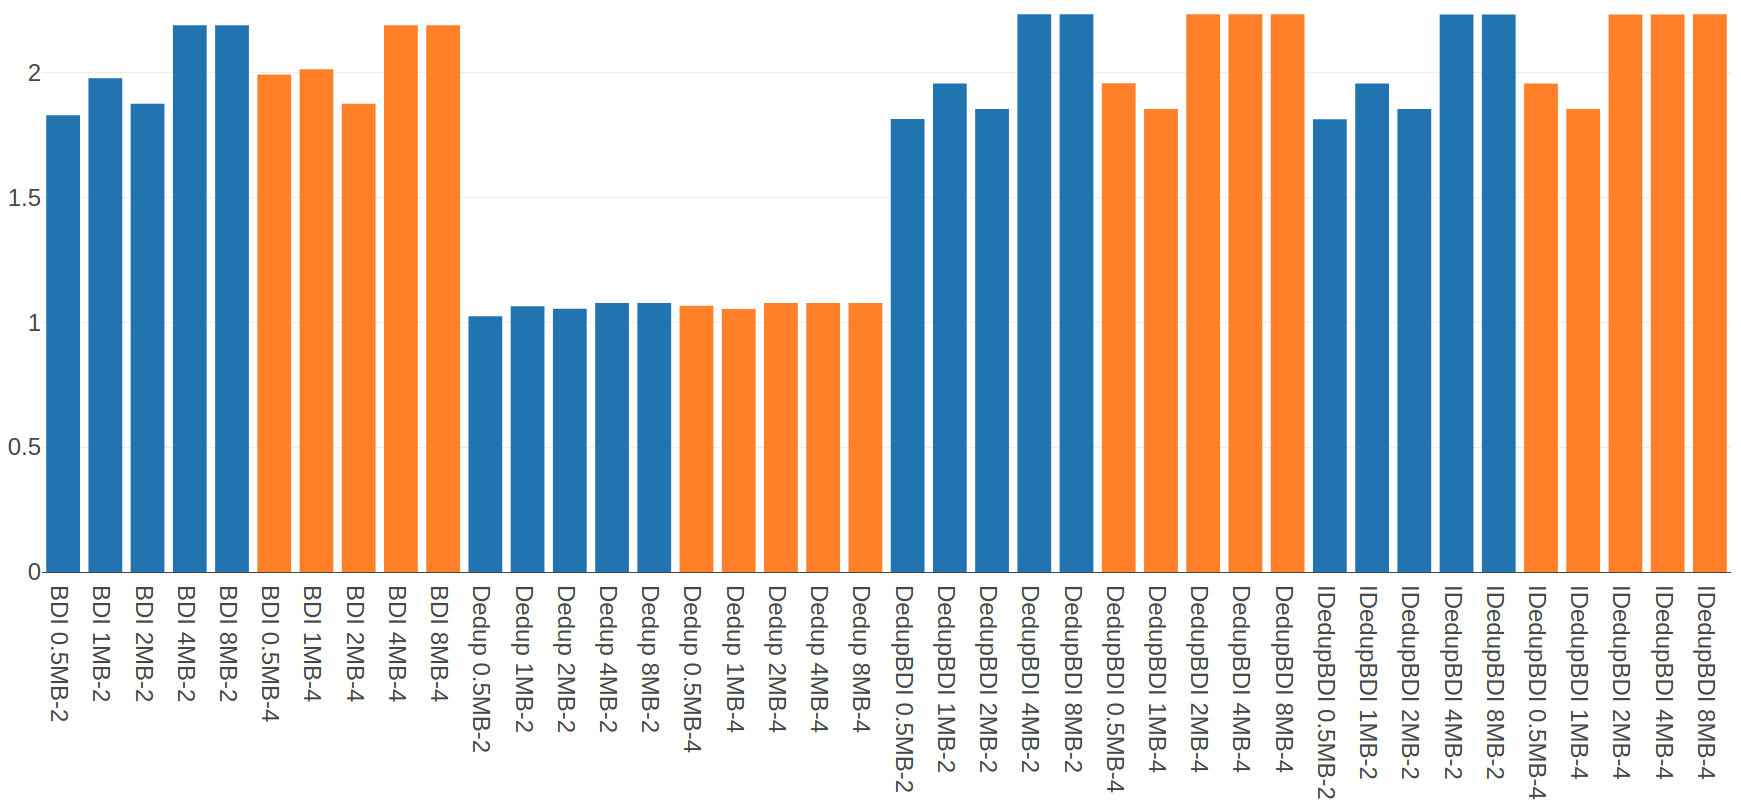 2
1.5
1
0.5
0
BDI 0.5MB-2
BDI 1MB-2
BDI 2MB-2
BDI 4MB-2
BDI 8MB-2
BDI 0.5MB-4
BDI 1MB-4
BDI 2MB-4
BDI 4MB-4
BDI 8MB-4
Dedup 0.5MB-2
Dedup 1MB-2
Dedup 2MB-2
Dedup 4MB-2
Dedup 8MB-2
Dedup 0.5MB-4
Dedup 1MB-4
Dedup 2MB-4
Dedup 4MB-4
Dedup 8MB-4
DedupBDI 0.5MB-2
DedupBDI 1MB-2
DedupBDI 2MB-2
DedupBDI 4MB-2
DedupBDI 8MB-2
DedupBDI 0.5MB-4
DedupBDI 1MB-4
DedupBDI 2MB-4
DedupBDI 4MB-4
DedupBDI 8MB-4
IDedupBDI 0.5MB-2
IDedupBDI 1MB-2
IDedupBDI 2MB-2
IDedupBDI 4MB-2
IDedupBDI 8MB-2
IDedupBDI 0.5MB-4
IDedupBDI 1MB-4
IDedupBDI 2MB-4
IDedupBDI 4MB-4
IDedupBDI 8MB-4